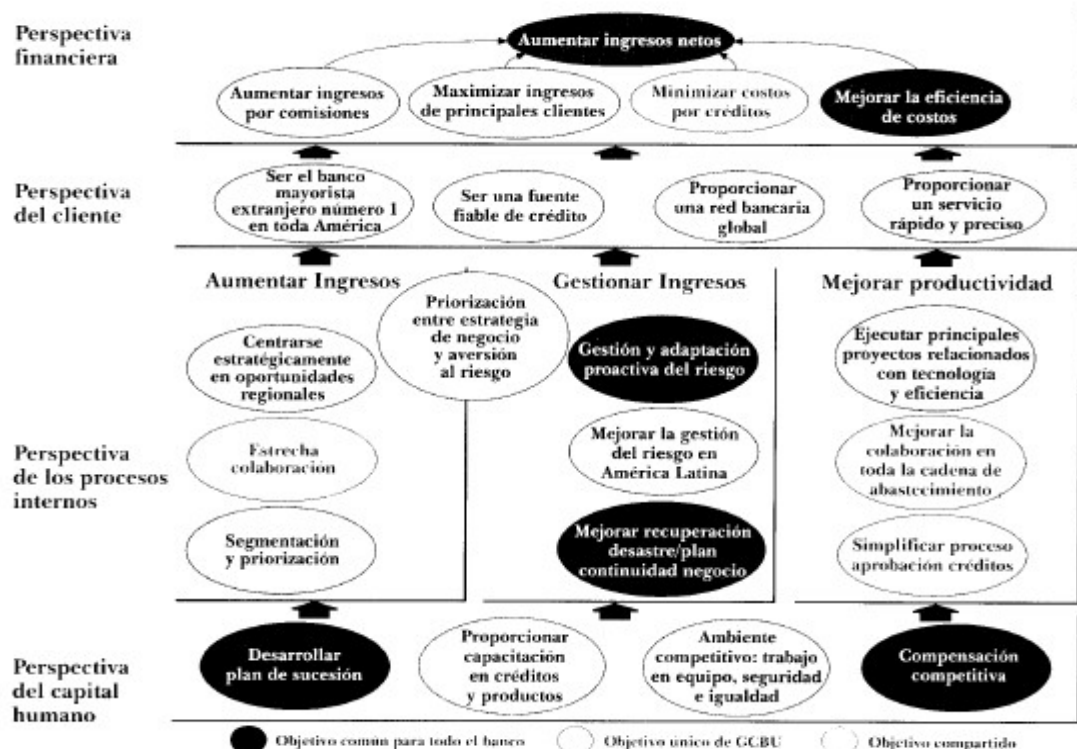 Perspectiva
financiera
Aumentar ingresos netos
Aumentar ingresos
por comisiones
Maximizar ingresos
de principales clientes
Minimizar costos
por créditos
Mejorar la eficiencia
de costos
Perspectiva
del cliente
Ser el banco
mayorista
extranjero número 1
en toda América
Ser una fuente
fiable de crédito
Proporcionar
una red bancaria
global
Proporcionar
un servicio
rápido y preciso
Perspectiva
de los procesos
internos
Aumentar Ingresos
Centrarse
estratégicamente
en oportunidades
regionales
Estrecha
colaboración
Segmentación
y priorización
Priorización
entre estrategia
de negocio
y aversión
al riesgo
Gestionar Ingresos
Gestión y adaptación
proactiva del riesgo
Mejorar la gestión
del riesgo en
América Latina
Mejorar recuperación
desastre/plan
continuidad negocio
Mejorar productividad
Ejecutar principales
proyectos relacionados
con tecnología
y eficiencia
Mejorar la
colaboración en
toda la cadena de
abastecimiento
Simplificar proceso
aprobación créditos
Perspectiva
del capital
humano
Desarrollar
plan de sucesión
Proporcionar
capacitación
en créditos
y productos
Ambiente
competitivo: trabajo
en equipo, seguridad
e igualdad
Compensación
competitiva
Objetivo común para todo el banco
Objetivo único de GCBU
Objetivo compartido